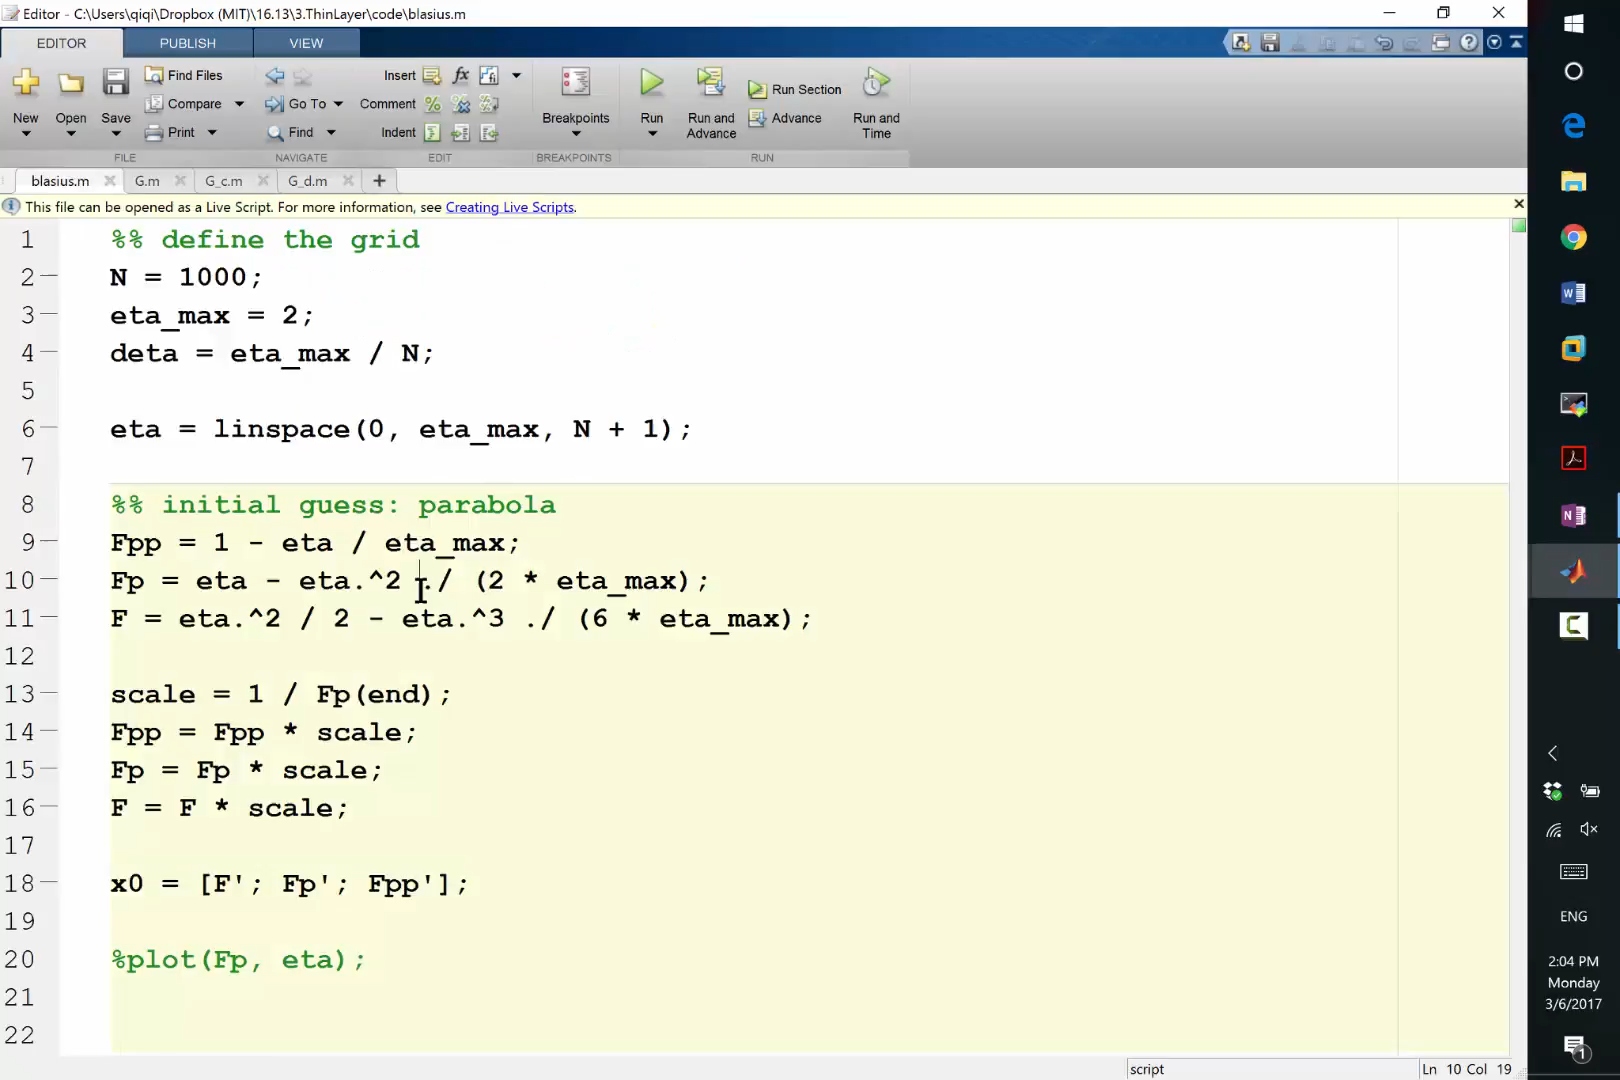 Editor - C:\Users\qiqi\Dropbox (MIT)\16.13\3.ThinLayer\code\blasius.m
EDITOR PUBLISH VIEW
New Open Save Find Files Compare Print
Go To Find
Insert fx
Comment
Indent
Breakpoints
Run Run and Advance Run Section Advance Run and Time
FILE NAVIGATE EDIT BREAKPOINTS RUN
blasius.m G.m G_c.m G_d.m +
This file can be opened as a Live Script. For more information, see Creating Live Scripts.
1 %% define the grid
2 N = 1000;
3 eta_max = 2;
4 deta = eta_max / N;
5
6 eta = linspace(0, eta_max, N + 1);
7
8 %% initial guess: parabola
9 Fpp = 1 - eta / eta_max;
10 Fp = eta - eta.^2 ./ (2 * eta_max);
11 F = eta.^2 / 2 - eta.^3 ./ (6 * eta_max);
12
13 scale = 1 / Fp(end);
14 Fpp = Fpp * scale;
15 Fp = Fp * scale;
16 F = F * scale;
17
18 x0 = [F'; Fp'; Fpp'];
19
20 %plot(Fp, eta);
21
22
script Ln 10 Col 19
ENG
2:04 PM
Monday
3/6/2017
1